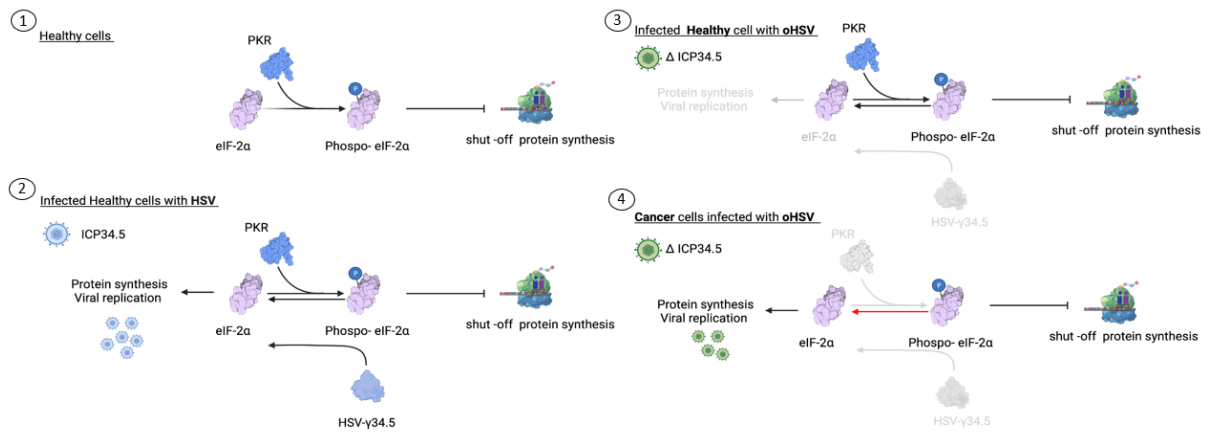 1
Healthy cells
PKR
P
eIF-2α
Phospo- eIF-2α
shut -off protein synthesis
2
Infected Healthy cells with HSV
ICP34.5
PKR
P
Protein synthesis
Viral replication
eIF-2α
Phospo- eIF-2α
shut -off protein synthesis
HSV-γ34.5
3
Infected Healthy cell with oHSV
PKR
Δ ICP34.5
P
Protein synthesis
Viral replication
eIF-2α
Phospo- eIF-2α
shut -off protein synthesis
HSV-γ34.5
4
Cancer cells infected with oHSV
PKR
Δ ICP34.5
P
Protein synthesis
Viral replication
eIF-2α
Phospo- eIF-2α
shut -off protein synthesis
HSV-γ34.5